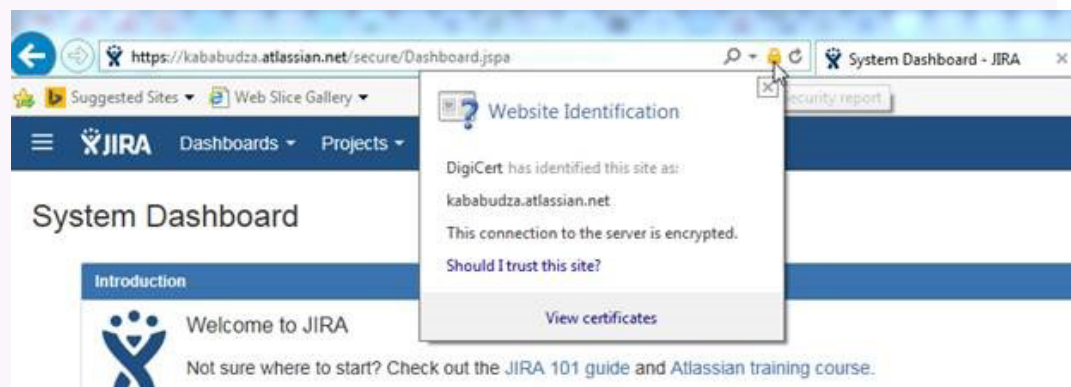 https://kababudza.atlassian.net/secure/Dashboard.jspa
System Dashboard - JIRA
Suggested Sites
Web Slice Gallery
ecurity report
JIRA Dashboards Projects
Website Identification
DigiCert has identified this site as:
kababudza.atlassian.net
This connection to the server is encrypted.
Should I trust this site?
View certificates
System Dashboard
Introduction
Welcome to JIRA
Not sure where to start? Check out the JIRA 101 guide and Atlassian training course.